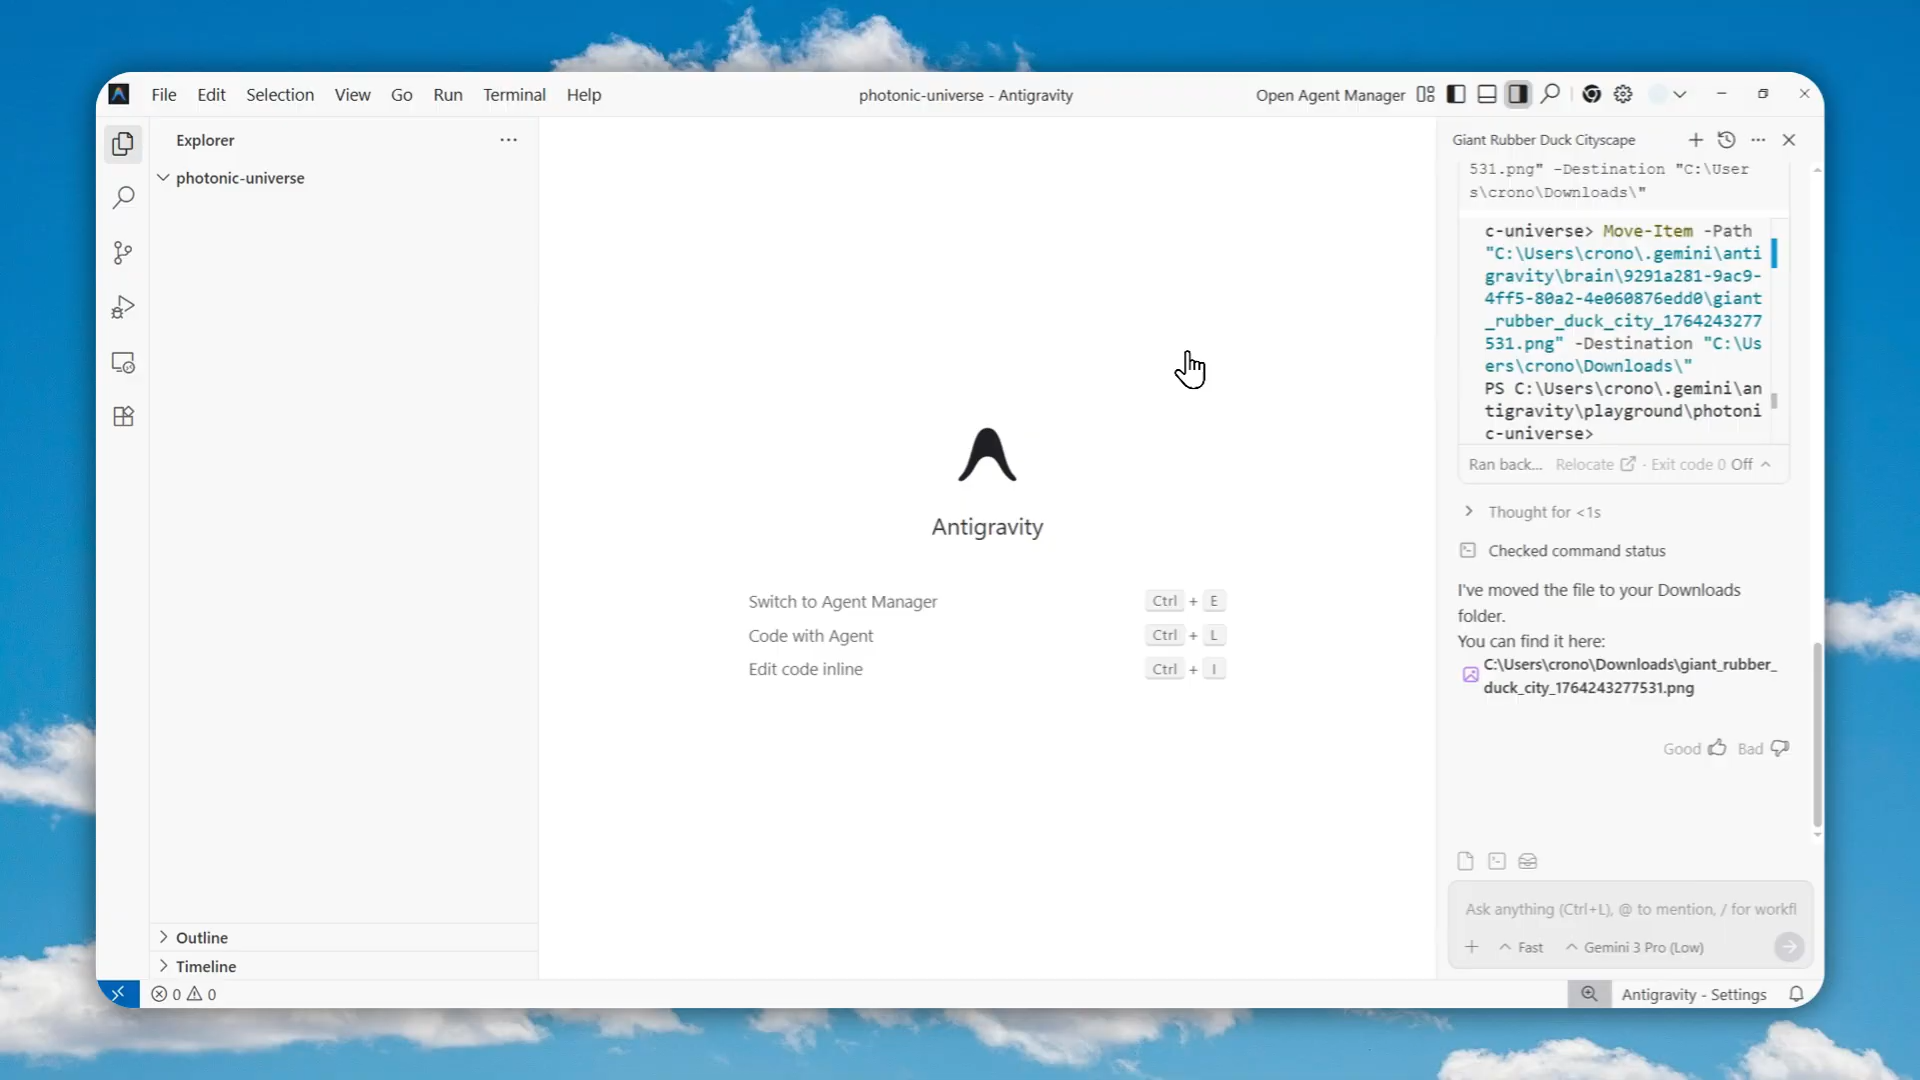 File Edit Selection View Go Run Terminal Help
photonic-universe - Antigravity
Open Agent Manager
Explorer
photonic-universe
Outline
Timeline
0 0
Antigravity
Switch to Agent Manager Ctrl + E
Code with Agent Ctrl + L
Edit code inline Ctrl + I
Giant Rubber Duck Cityscape
531.png" -Destination "C:\User
s\crono\Downloads\"
c-universe> Move-Item -Path
"C:\Users\crono\.gemini\anti
gravity\brain\9291a281-9ac9-
4ff5-80a2-4e060876edd0\giant
_rubber_duck_city_1764243277
531.png" -Destination "C:\Us
ers\crono\Downloads\"
PS C:\Users\crono\.gemini\an
tigravity\playground\photoni
c-universe>
Ran back... Relocate · Exit code 0 Off
Thought for <1s
Checked command status
I've moved the file to your Downloads
folder.
You can find it here:
C:\Users\crono\Downloads\giant_rubber_
duck_city_1764243277531.png
Good Bad
Ask anything (Ctrl+L), @ to mention, / for workfl
Fast Gemini 3 Pro (Low)
Antigravity - Settings